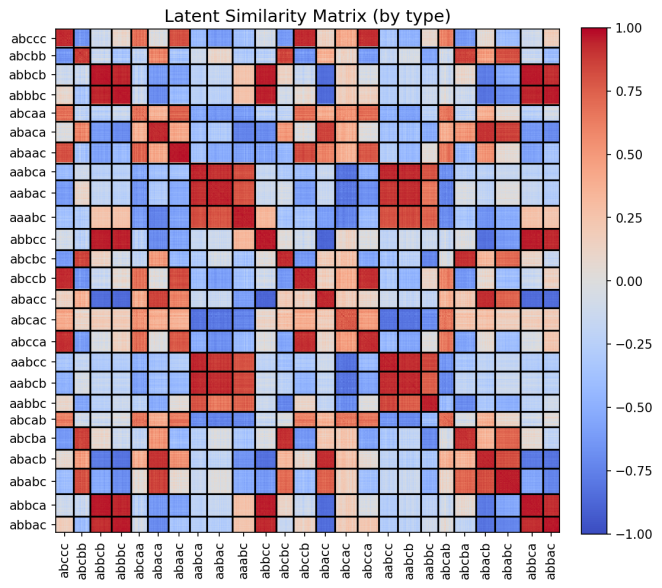 Latent Similarity Matrix (by type)
abccc
abcbb
abbcb
abbbc
abcaa
abaca
abaac
aabca
aabac
aaabc
abbcc
abcbc
abccb
abacc
abcac
abcca
aabcc
aabcb
aabbc
abcab
abcba
abacb
ababc
abbca
abbac
abccc abcbb abbcb abbbc abcaa abaca abaac aabca aabac aaabc abbcc abcbc abccb abacc abcac abcca aabcc aabcb aabbc abcab abcba abacb ababc abbca abbac
1.00
0.75
0.50
0.25
0.00
−0.25
−0.50
−0.75
−1.00